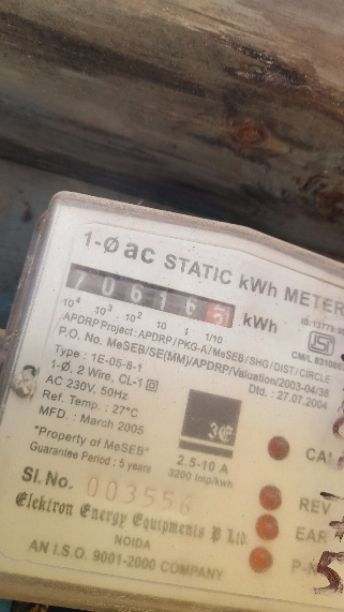 1-Ø ac STATIC kWh METER
70616 kWh
10⁴ 10³ 10² 10 1 1/10
IS:13779
APDRP Project : APDRP/PKG-A/MeSEB/SHG/DIST/CIRCLE
P.O. No. MeSEB/SE(MM)/APDRP/Valuation/2003-04/38
Dtd. : 27.07.2004
Type : 1E-05-8-1
1-Ø, 2 Wire, CL-1
AC 230V. 50Hz
Ref. Temp. : 27°C
MFD. : March 2005
"Property of MeSEB"
Guarantee Period : 5 years
2.5-10 A
3200 Imp/kwh
CAL
REV
EAR
Sl. No. 003556
Elektron Energy Equipments P Ltd.
NOIDA
AN I.S.O. 9001-2000 COMPANY